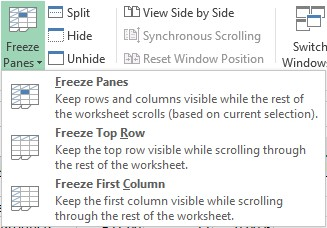 Freeze Panes
Split
Hide
Unhide
View Side by Side
Synchronous Scrolling
Reset Window Position
Switch
Freeze Panes
Keep rows and columns visible while the rest of
the worksheet scrolls (based on current selection).
Freeze Top Row
Keep the top row visible while scrolling through
the rest of the worksheet.
Freeze First Column
Keep the first column visible while scrolling
through the rest of the worksheet.